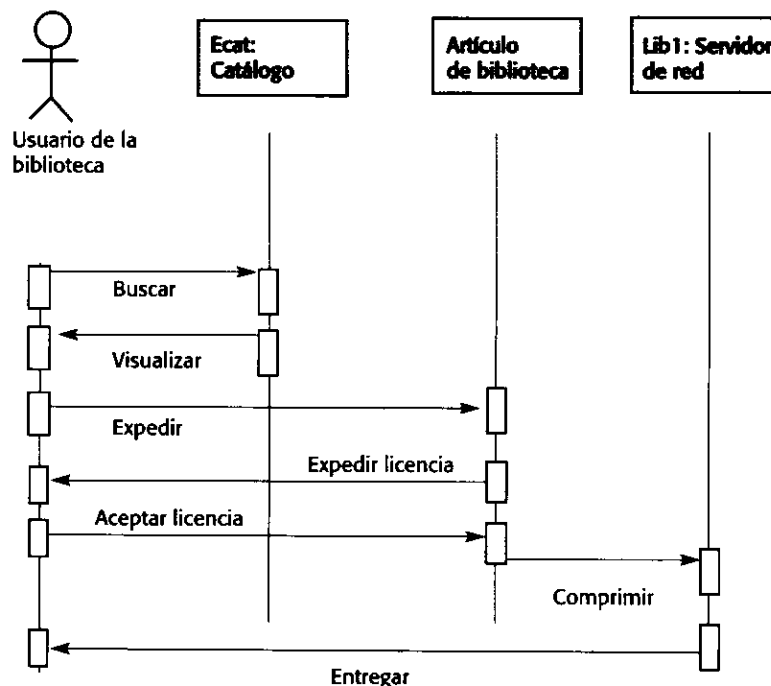 Ecat:
Catálogo
Artículo
de biblioteca
Lib1: Servidor
de red
Usuario de la
biblioteca
Buscar
Visualizar
Expedir
Expedir licencia
Aceptar licencia
Comprimir
Entregar